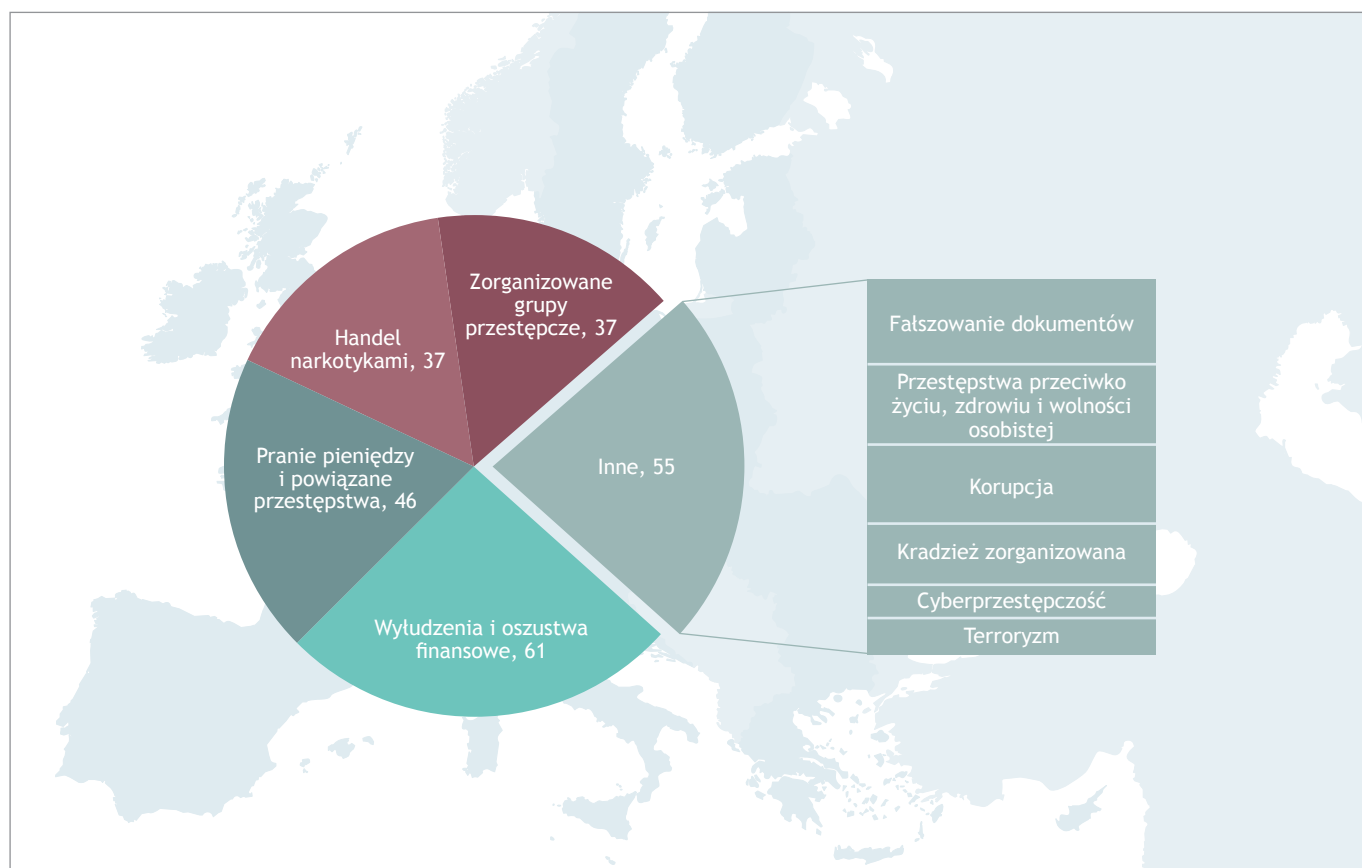 Zorganizowane
grupy
przestępcze, 37
Handel
narkotykami, 37
Pranie pieniędzy
i powiązane
przestępstwa, 46
Wyłudzenia i oszustwa
finansowe, 61
Inne, 55
Fałszowanie dokumentów
Przestępstwa przeciwko
życiu, zdrowiu i wolności
osobistej
Korupcja
Kradzież zorganizowana
Cyberprzestępczość
Terroryzm